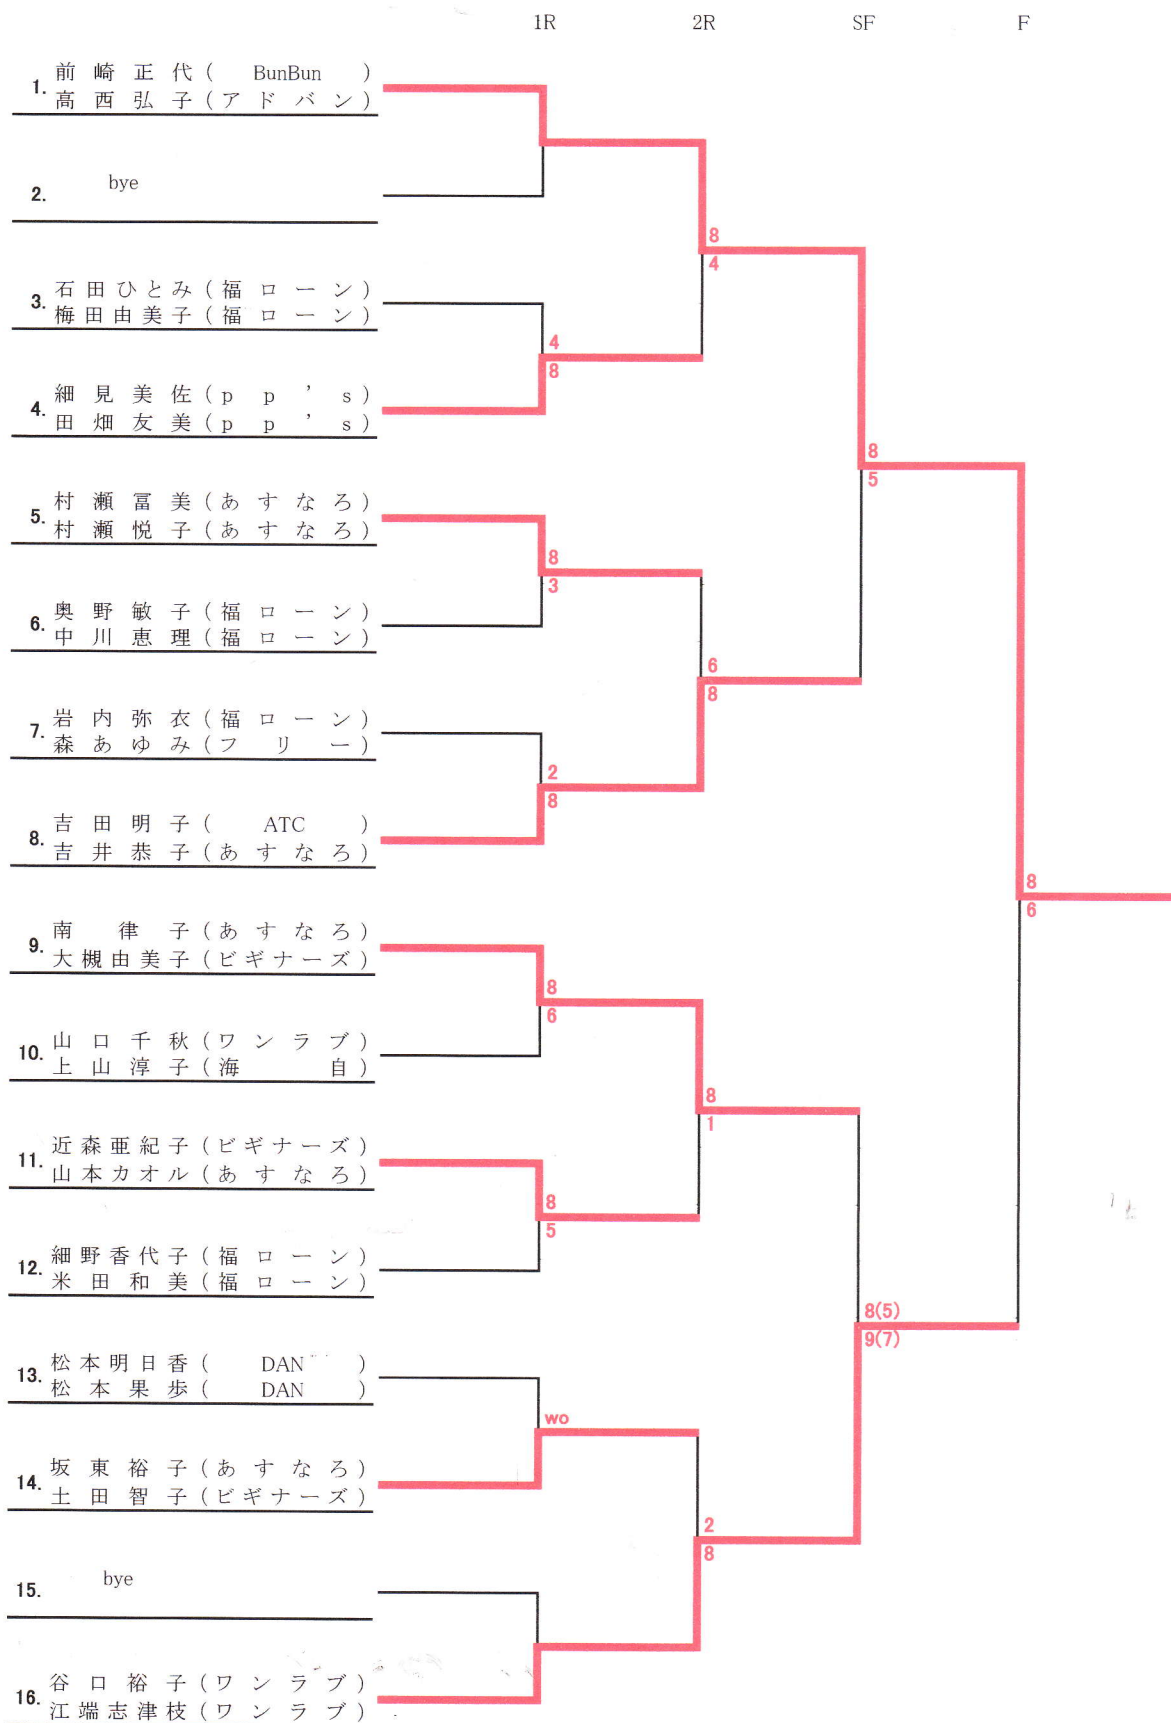 1R 2R SF F
1. 前崎正代( BunBun )
高西弘子(アドバン)
2. bye
8
4
3. 石田ひとみ(福ローン)
梅田由美子(福ローン)
4
8
4. 細見美佐(pp's)
田畑友美(pp's)
8
5
5. 村瀬冨美(あすなろ)
村瀬悦子(あすなろ)
8
3
6. 奥野敏子(福ローン)
中川恵理(福ローン)
6
8
7. 岩内弥衣(福ローン)
森あゆみ(フリー)
2
8
8. 吉田明子( ATC )
吉井恭子(あすなろ)
8
6
9. 南律子(あすなろ)
大槻由美子(ビギナーズ)
8
6
10. 山口千秋(ワンラブ)
上山淳子(海自)
8
1
11. 近森亜紀子(ビギナーズ)
山本カオル(あすなろ)
8
5
12. 細野香代子(福ローン)
米田和美(福ローン)
8(5)
9(7)
13. 松本明日香( DAN )
松本果歩( DAN )
wo
14. 坂東裕子(あすなろ)
土田智子(ビギナーズ)
2
8
15. bye
16. 谷口裕子(ワンラブ)
江端志津枝(ワンラブ)